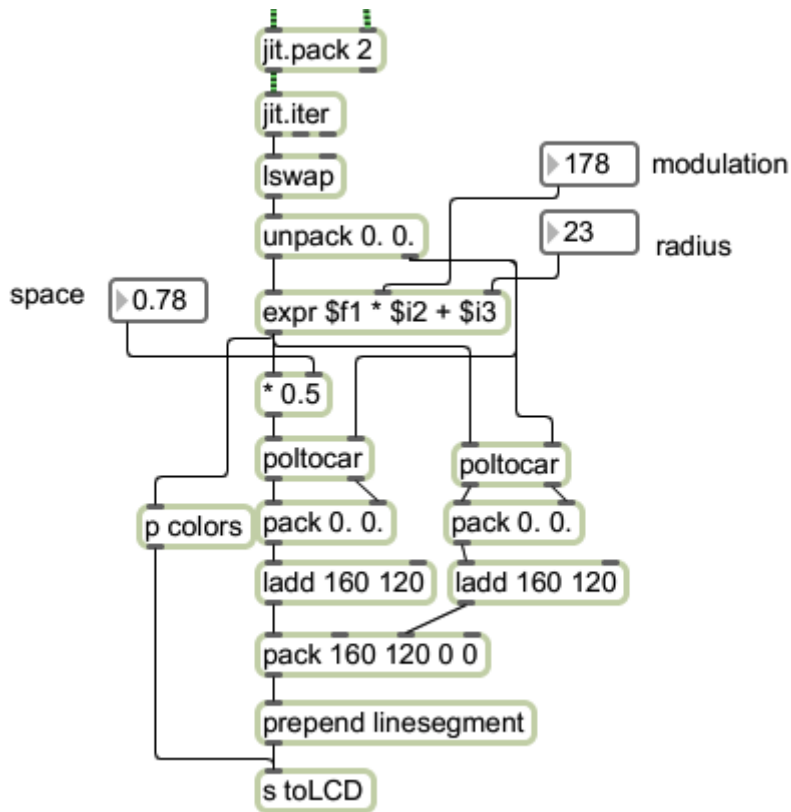 jit.pack 2
jit.iter
lswap
178 modulation
unpack 0. 0.
23 radius
space 0.78
expr $f1 * $i2 + $i3
* 0.5
poltocar
poltocar
p colors
pack 0. 0.
pack 0. 0.
ladd 160 120
ladd 160 120
pack 160 120 0 0
prepend linesegment
s toLCD